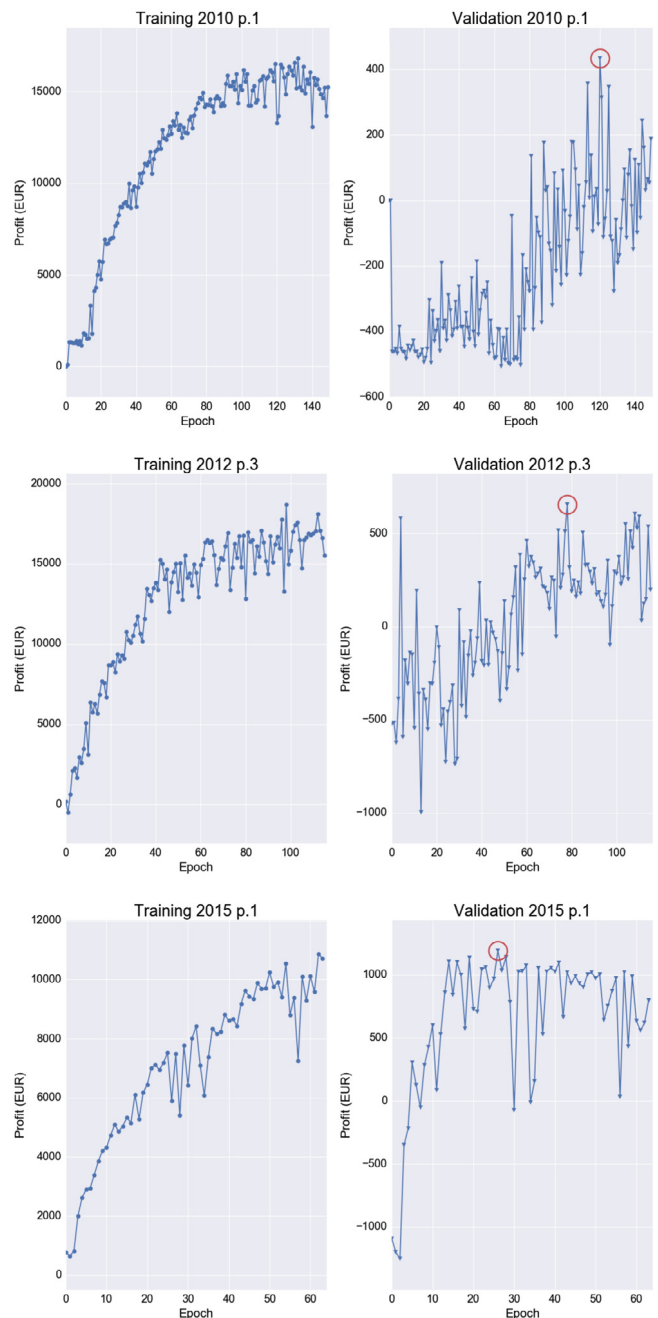 Training 2010 p.1
Profit (EUR)
15000
10000
5000
0
0 20 40 60 80 100 120 140
Epoch
Validation 2010 p.1
Profit (EUR)
400
200
0
−200
−400
−600
0 20 40 60 80 100 120 140
Epoch
Training 2012 p.3
Profit (EUR)
20000
15000
10000
5000
0
0 20 40 60 80 100
Epoch
Validation 2012 p.3
Profit (EUR)
500
0
−500
−1000
0 20 40 60 80 100
Epoch
Training 2015 p.1
Profit (EUR)
12000
10000
8000
6000
4000
2000
0
0 10 20 30 40 50 60
Epoch
Validation 2015 p.1
Profit (EUR)
1000
500
0
−500
−1000
0 10 20 30 40 50 60
Epoch